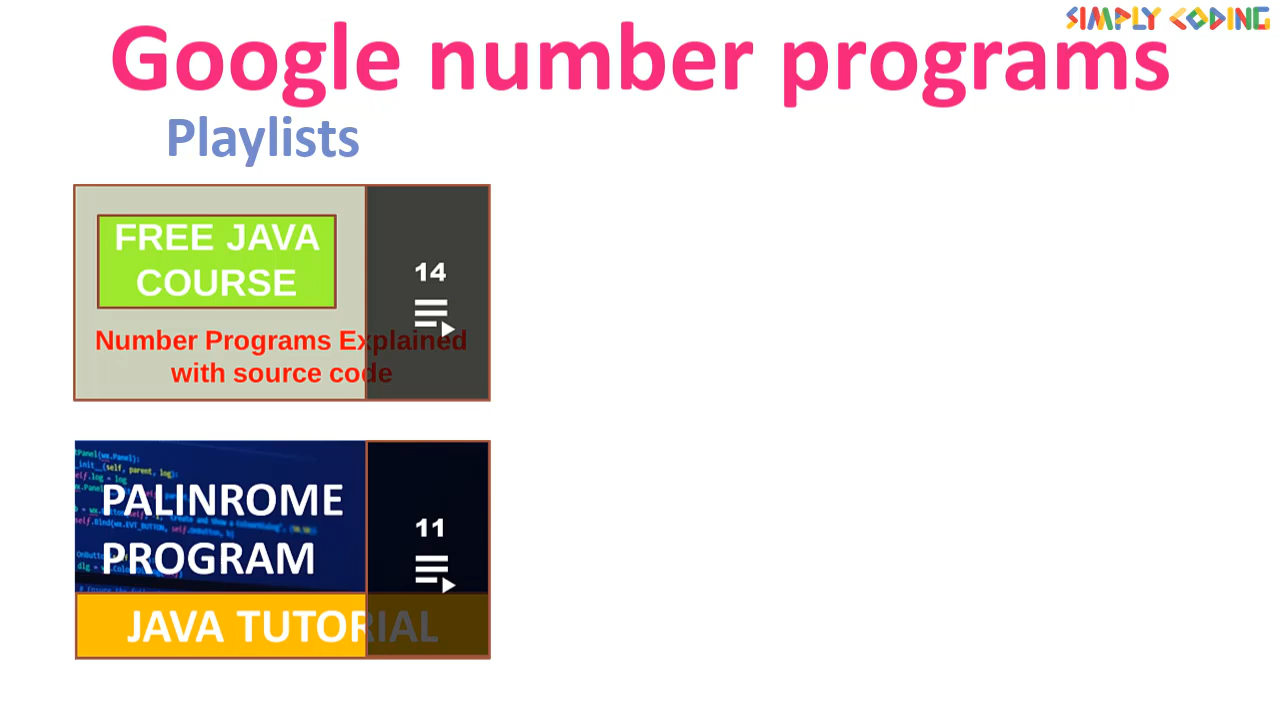 SIMPLY CODING
Google number programs
Playlists
FREE JAVA
COURSE
14
Number Programs Explained
with source code
PALINROME
PROGRAM
11
JAVA TUTORIAL